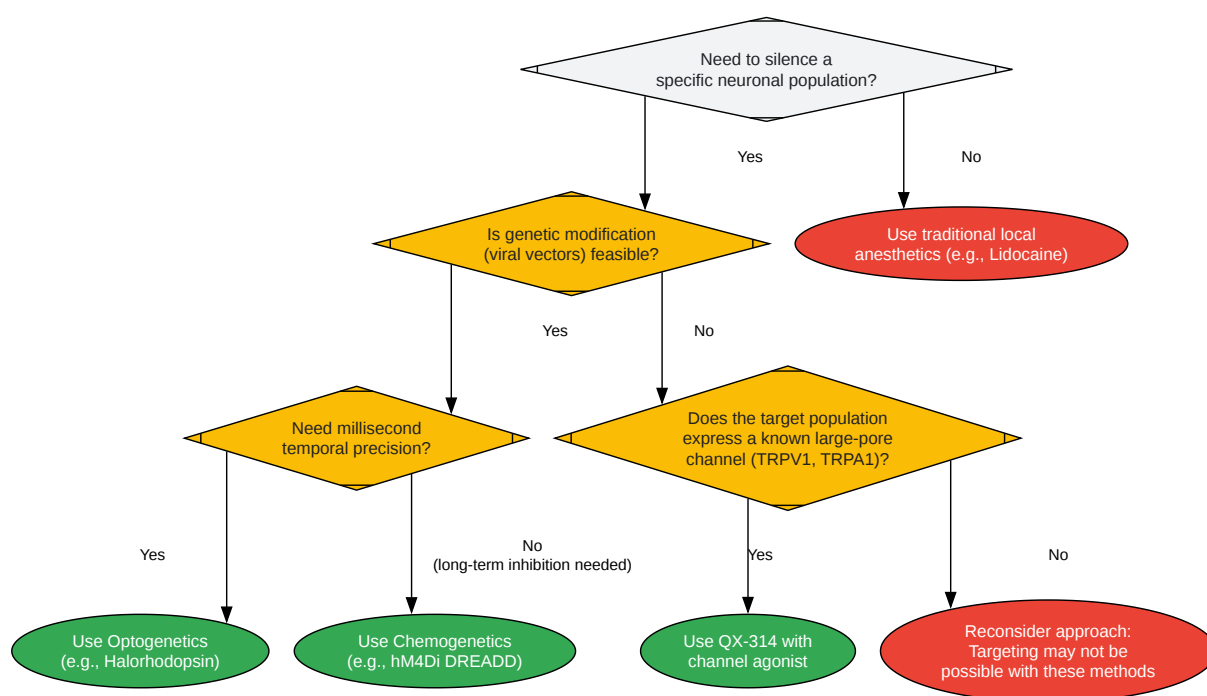 Need to silence a
specific neuronal population?
Yes
No
Is genetic modification
(viral vectors) feasible?
Use traditional local
anesthetics (e.g., Lidocaine)
Yes
No
Need millisecond
temporal precision?
Does the target population
express a known large-pore
channel (TRPV1, TRPA1)?
Yes
No
(long-term inhibition needed)
Yes
No
Use Optogenetics
(e.g., Halorhodopsin)
Use Chemogenetics
(e.g., hM4Di DREADD)
Use QX-314 with
channel agonist
Reconsider approach:
Targeting may not be
possible with these methods